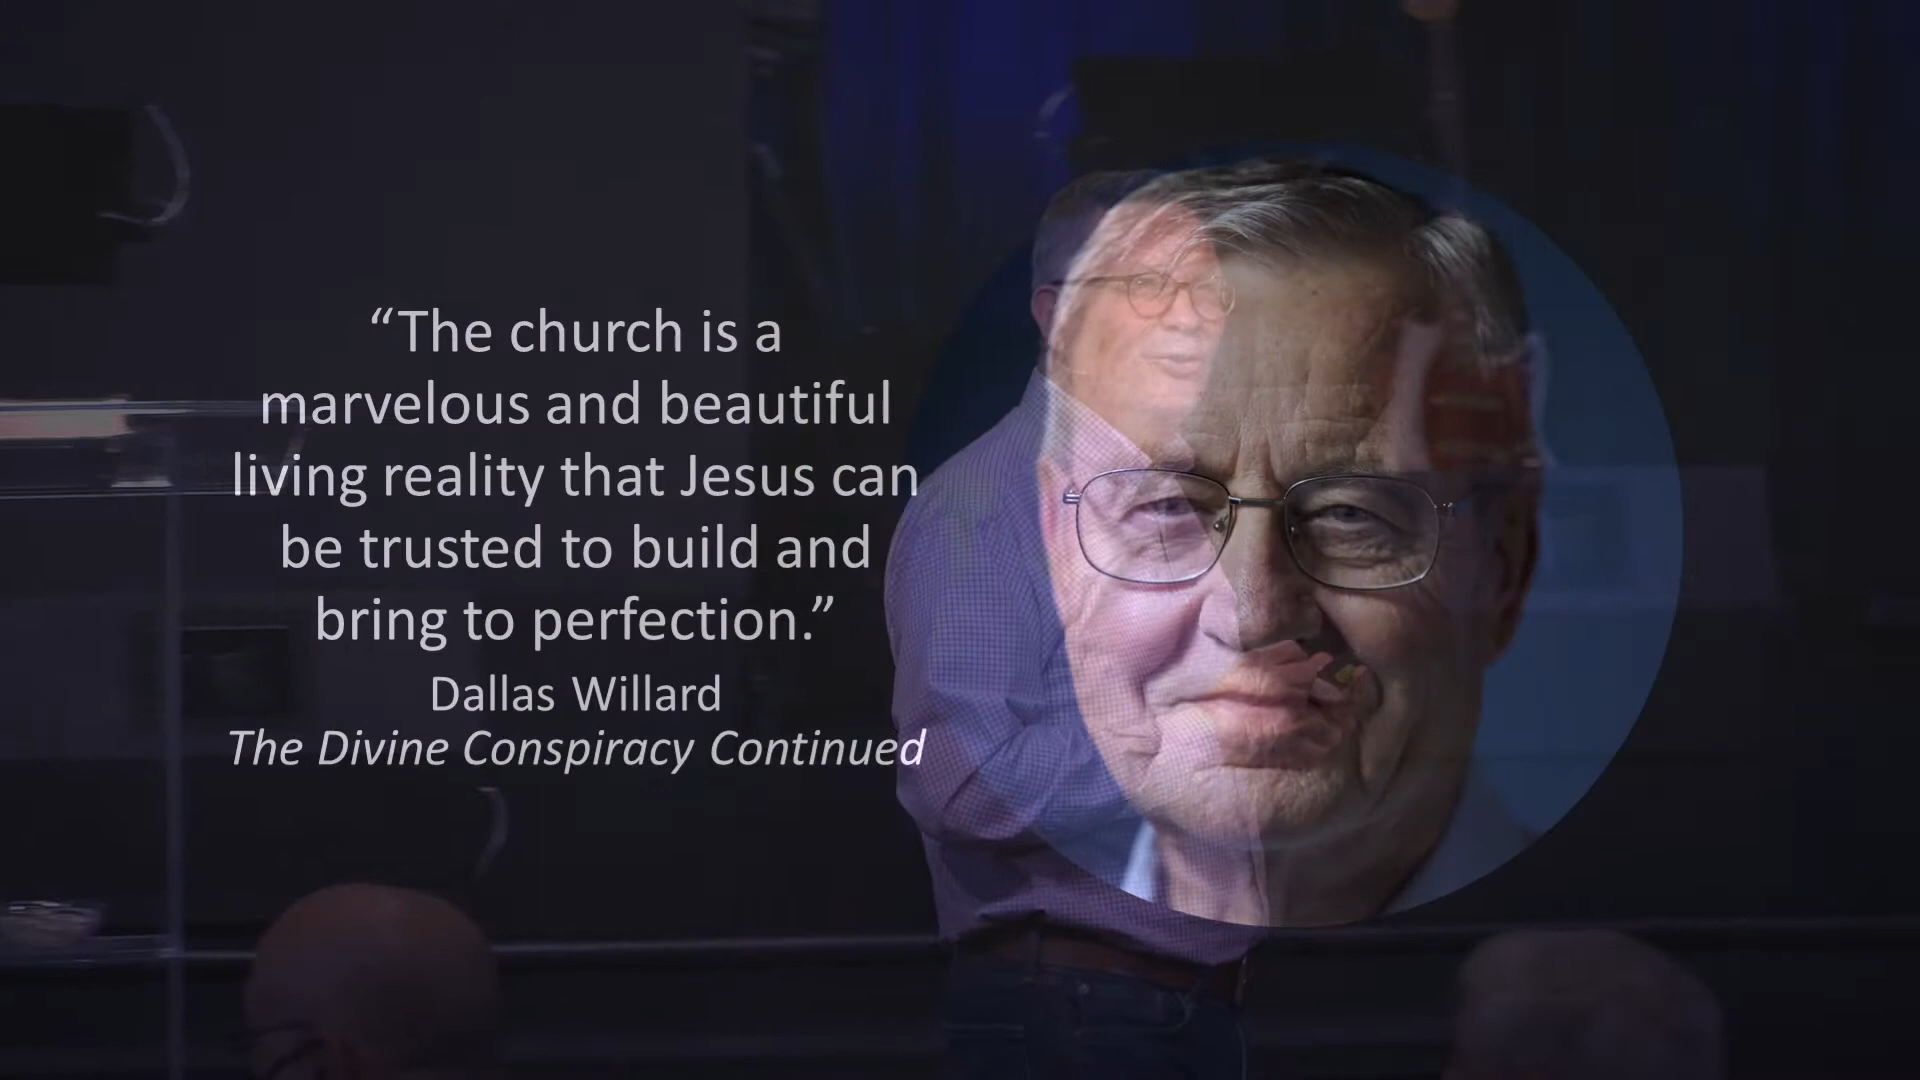 “The church is a
marvelous and beautiful
living reality that Jesus can
be trusted to build and
bring to perfection.”
Dallas Willard
The Divine Conspiracy Continued